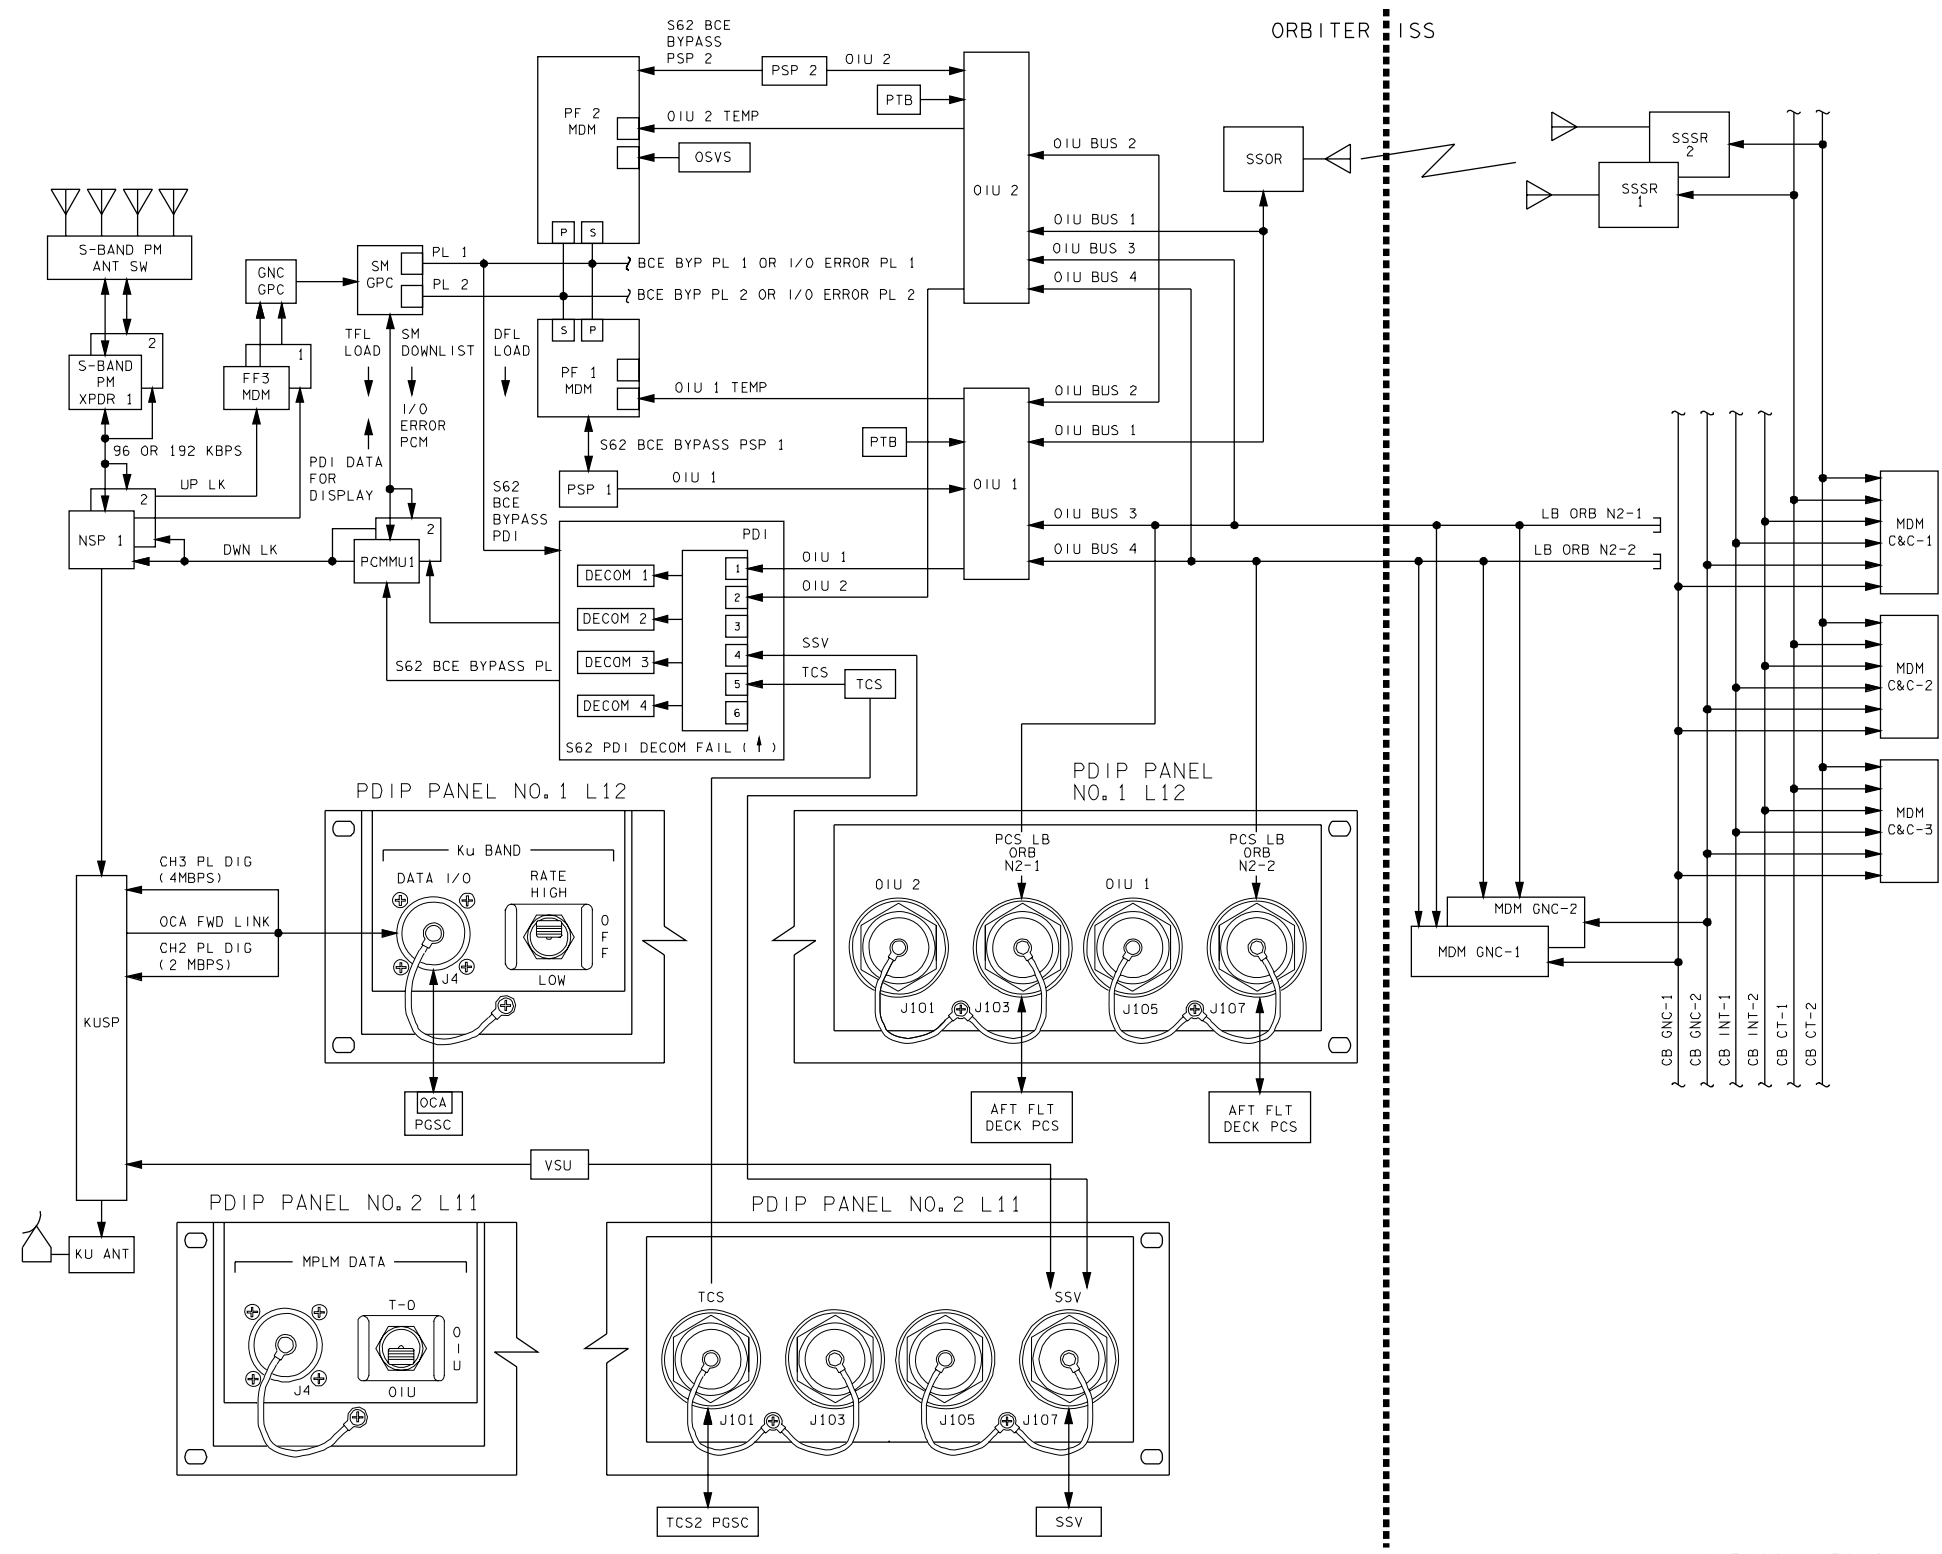 ORBITER ISS
S62 BCE
BYPASS
PSP 2
PSP 2
OIU 2
PTB
PF 2
MDM
OIU 2 TEMP
OSVS
P S
OIU 2
OIU BUS 2
OIU BUS 1
OIU BUS 3
OIU BUS 4
SSOR
SSSR
2
SSSR
1
S-BAND PM
ANT SW
GNC
GPC
SM
GPC
PL 1
PL 2
BCE BYP PL 1 OR I/O ERROR PL 1
BCE BYP PL 2 OR I/O ERROR PL 2
2
S-BAND
PM
XPDR 1
1
FF3
MDM
TFL
LOAD
SM
DOWNLIST
DFL
LOAD
I/O
ERROR
PCM
PDI DATA
FOR
DISPLAY
S P
PF 1
MDM
OIU 1 TEMP
S62 BCE BYPASS PSP 1
PSP 1
OIU 1
PTB
OIU 1
OIU BUS 2
OIU BUS 1
OIU BUS 3
OIU BUS 4
LB ORB N2-1
LB ORB N2-2
96 OR 192 KBPS
UP LK
2
NSP 1
DWN LK
2
PCMMU1
S62
BCE
BYPASS
PDI
PDI
DECOM 1
DECOM 2
DECOM 3
DECOM 4
1
2
3
4
5
6
OIU 1
OIU 2
SSV
TCS
TCS
S62 BCE BYPASS PL
S62 PDI DECOM FAIL ( )
MDM
C&C-1
MDM
C&C-2
MDM
C&C-3
MDM GNC-2
MDM GNC-1
CB GNC-1
CB GNC-2
CB INT-1
CB INT-2
CB CT-1
CB CT-2
PDIP PANEL NO.1 L12
Ku BAND
DATA I/O
RATE
HIGH
OFF
LOW
J4
OCA
PGSC
CH3 PL DIG
(4MBPS)
OCA FWD LINK
CH2 PL DIG
(2 MBPS)
KUSP
KU ANT
PDIP PANEL
NO.1 L12
PCS LB
ORB
N2-1
PCS LB
ORB
N2-2
OIU 2
OIU 1
J101
J103
J105
J107
AFT FLT
DECK PCS
AFT FLT
DECK PCS
VSU
PDIP PANEL NO.2 L11
MPLM DATA
T-0
OIU
OIU
J4
PDIP PANEL NO.2 L11
TCS
SSV
J101
J103
J105
J107
TCS2 PGSC
SSV